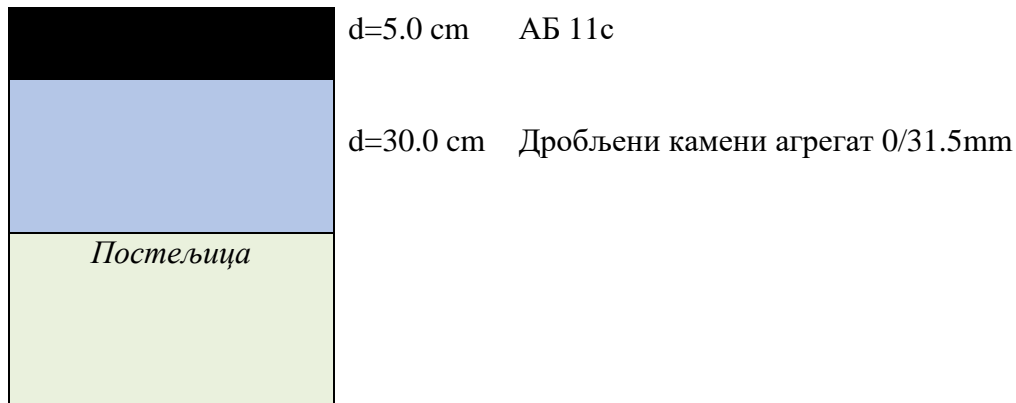 d=5.0 cm АБ 11с
d=30.0 cm Дробљени камени агрегат 0/31.5mm
Постељица